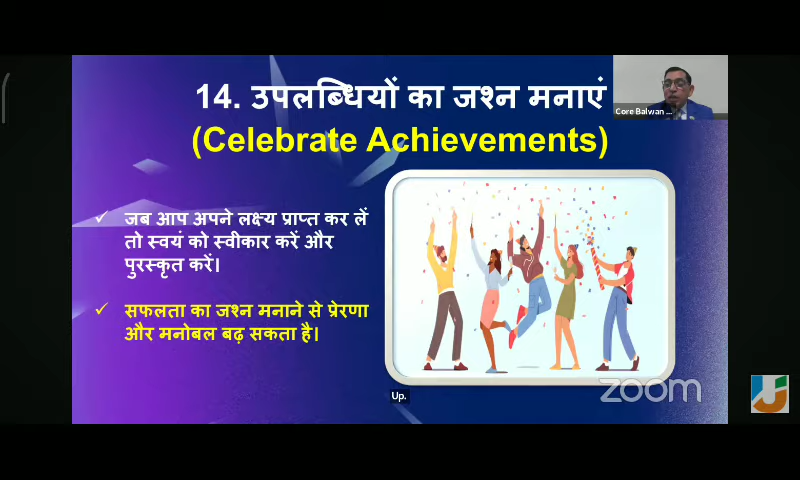 14. उपलब्धियों का जश्न मनाएं
(Celebrate Achievements)
Core Balwan ...
जब आप अपने लक्ष्य प्राप्त कर लें
तो स्वयं को स्वीकार करें और
पुरस्कृत करें।
सफलता का जश्न मनाने से प्रेरणा
और मनोबल बढ़ सकता है।
zoom
Up.